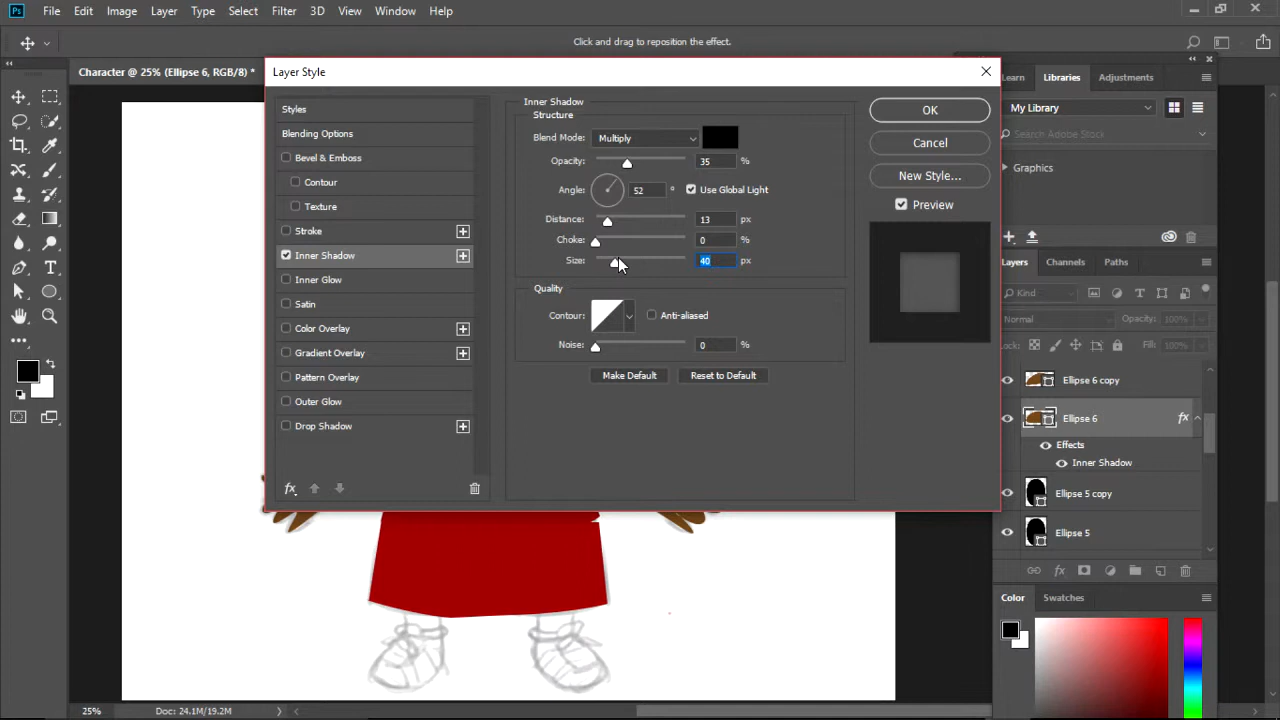 Ps File Edit Image Layer Type Select Filter 3D View Window Help
Click and drag to reposition the effect.
Character @ 25% (Ellipse 6, RGB/8) *
Layer Style
Styles
Blending Options
Bevel & Emboss
Contour
Texture
Stroke
Inner Shadow
Inner Glow
Satin
Color Overlay
Gradient Overlay
Pattern Overlay
Outer Glow
Drop Shadow
fx
Inner Shadow
Structure
Blend Mode: Multiply
Opacity: 35 %
Angle: 52 ° Use Global Light
Distance: 13 px
Choke: 0 %
Size: 40 px
Quality
Contour: Anti-aliased
Noise: 0 %
Make Default Reset to Default
OK
Cancel
New Style...
Preview
Learn Libraries Adjustments
My Library
Search Adobe Stock
Graphics
Layers Channels Paths
Kind
Normal Opacity: 100%
Lock: Fill: 100%
Ellipse 6 copy
Ellipse 6 fx
Effects
Inner Shadow
Ellipse 5 copy
Ellipse 5
fx
Color Swatches
25% Doc: 24.1M/19.2M